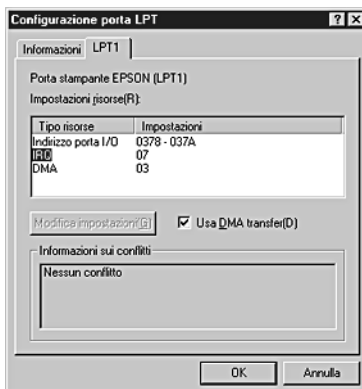 Configurazione porta LPT
Informazioni LPT1
Porta stampante EPSON (LPT1)
Impostazioni risorse(R):
Tipo risorse Impostazioni
Indirizzo porta I/O 0378 - 037A
IRQ 07
DMA 03
Modifica impostazioni(G) Usa DMA transfer(D)
Informazioni sui conflitti
Nessun conflitto
OK Annulla